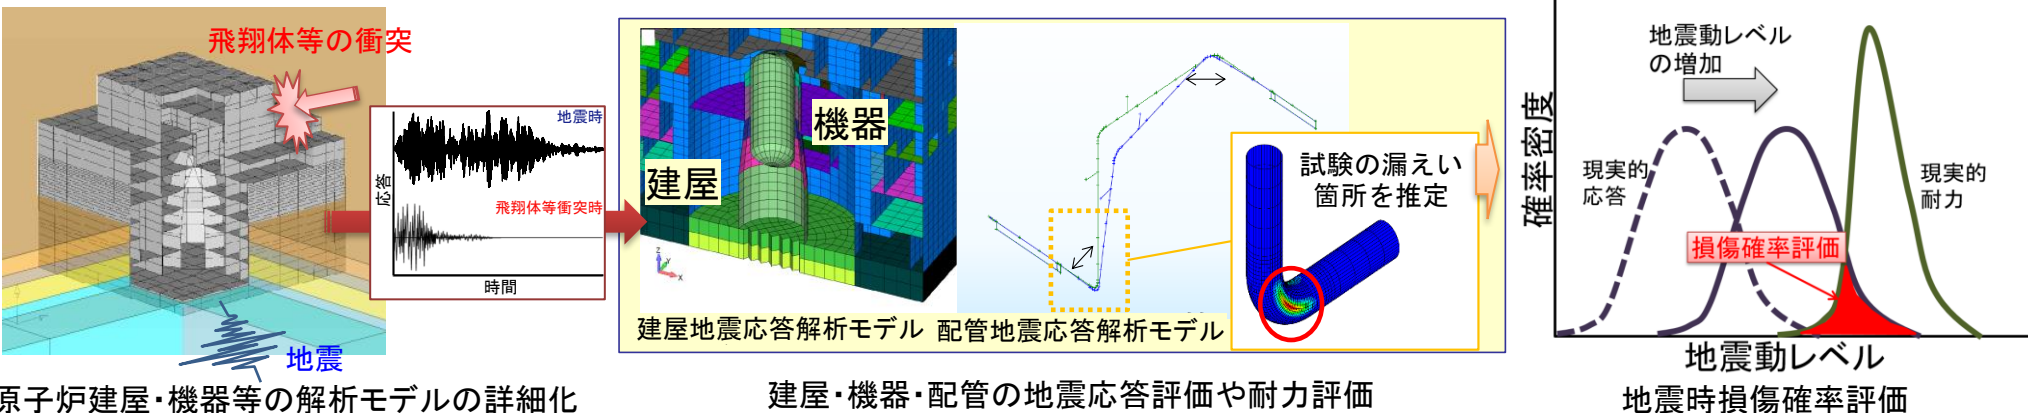 飛翔体等の衝突
地震
原子炉建屋・機器等の解析モデルの詳細化
地震時
応答
飛翔体等衝突時
時間
機器
建屋
Z
Y
X
試験の漏えい
箇所を推定
建屋地震応答解析モデル
配管地震応答解析モデル
建屋・機器・配管の地震応答評価や耐力評価
地震動レベル
の増加
確率密度
現実的
応答
現実的
耐力
損傷確率評価
地震動レベル
地震時損傷確率評価